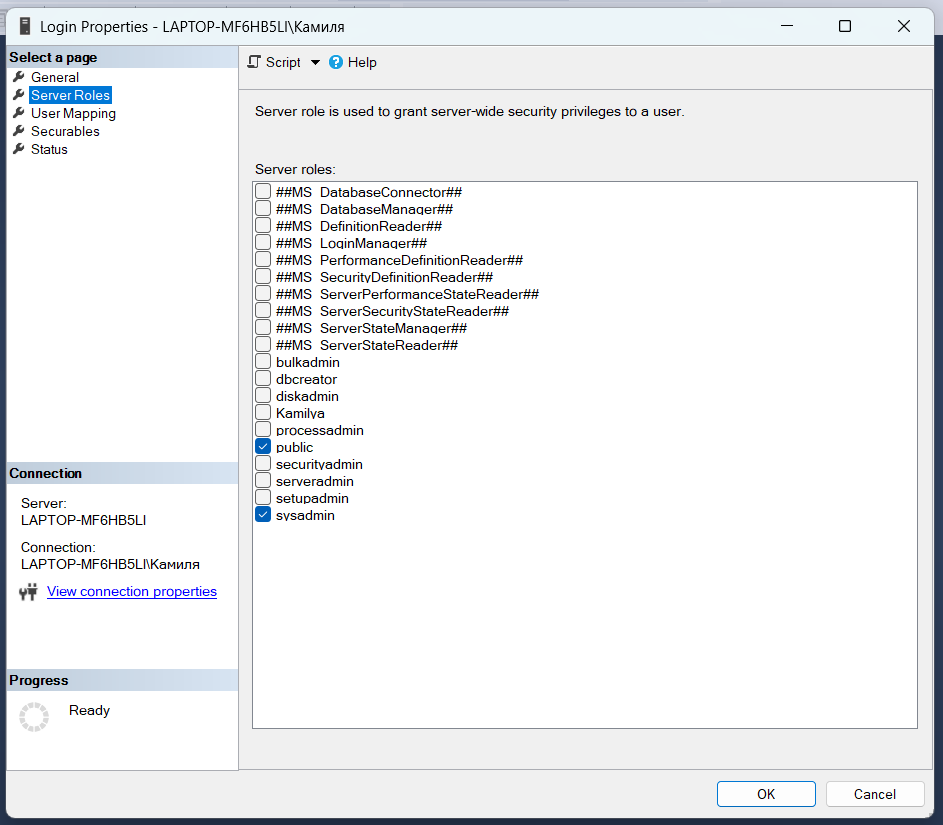 Login Properties - LAPTOP-MF6HB5LI\Камиля
Select a page
General
Server Roles
User Mapping
Securables
Status
Connection
Server:
LAPTOP-MF6HB5LI
Connection:
LAPTOP-MF6HB5LI\Камиля
View connection properties
Progress
Ready
Script
Help
Server role is used to grant server-wide security privileges to a user.
Server roles:
##MS_DatabaseConnector##
##MS_DatabaseManager##
##MS_DefinitionReader##
##MS_LoginManager##
##MS_PerformanceDefinitionReader##
##MS_SecurityDefinitionReader##
##MS_ServerPerformanceStateReader##
##MS_ServerSecurityStateReader##
##MS_ServerStateManager##
##MS_ServerStateReader##
bulkadmin
dbcreator
diskadmin
Kamilya
processadmin
public
securityadmin
serveradmin
setupadmin
sysadmin
OK
Cancel